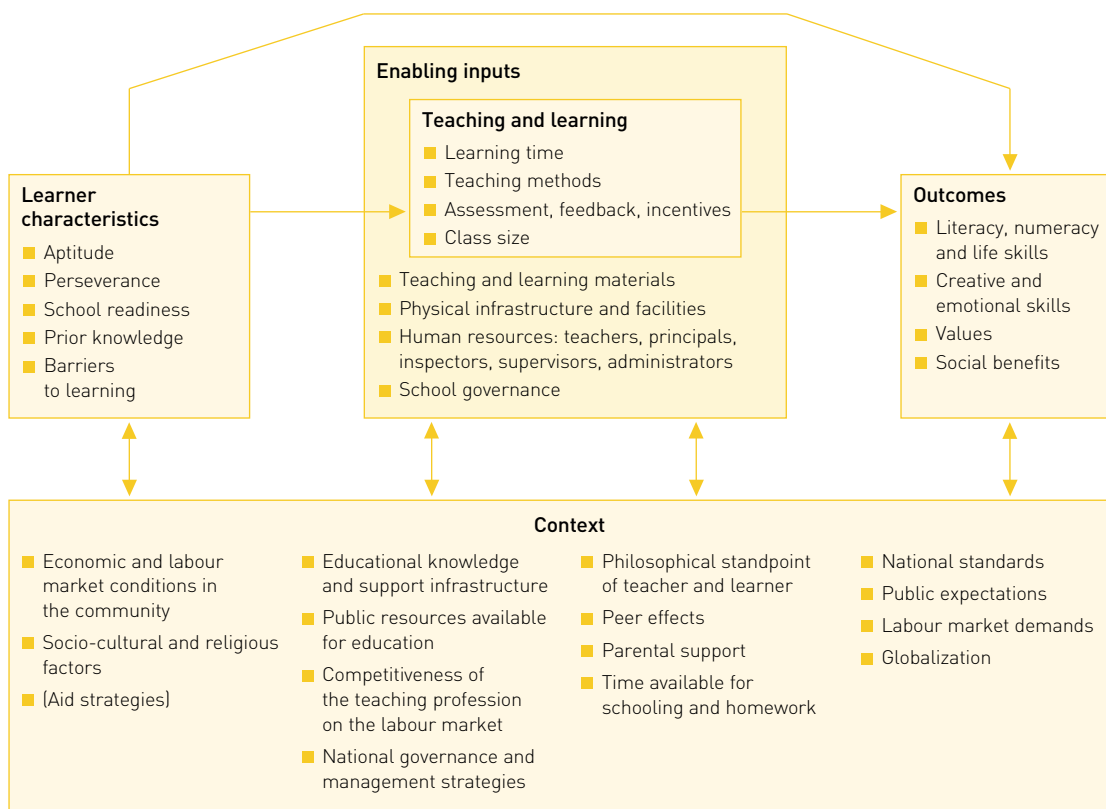 Enabling inputs
Teaching and learning
Learning time
Teaching methods
Assessment, feedback, incentives
Class size
Teaching and learning materials
Physical infrastructure and facilities
Human resources: teachers, principals,
inspectors, supervisors, administrators
School governance
Learner
characteristics
Aptitude
Perseverance
School readiness
Prior knowledge
Barriers
to learning
Outcomes
Literacy, numeracy
and life skills
Creative and
emotional skills
Values
Social benefits
Context
Economic and labour
market conditions in
the community
Socio-cultural and religious
factors
(Aid strategies)
Educational knowledge
and support infrastructure
Public resources available
for education
Competitiveness of
the teaching profession
on the labour market
National governance and
management strategies
Philosophical standpoint
of teacher and learner
Peer effects
Parental support
Time available for
schooling and homework
National standards
Public expectations
Labour market demands
Globalization